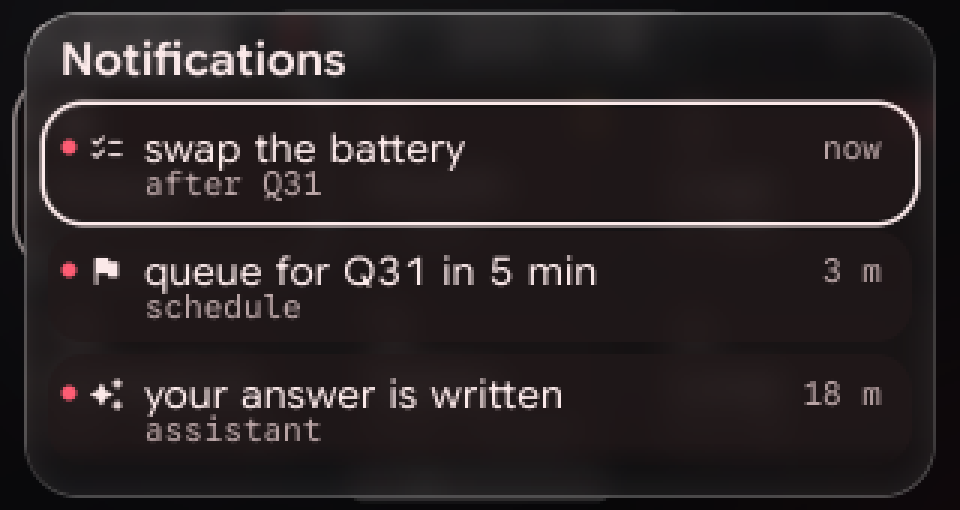 Notifications
swap the battery now
after Q31
queue for Q31 in 5 min 3 m
schedule
your answer is written 18 m
assistant